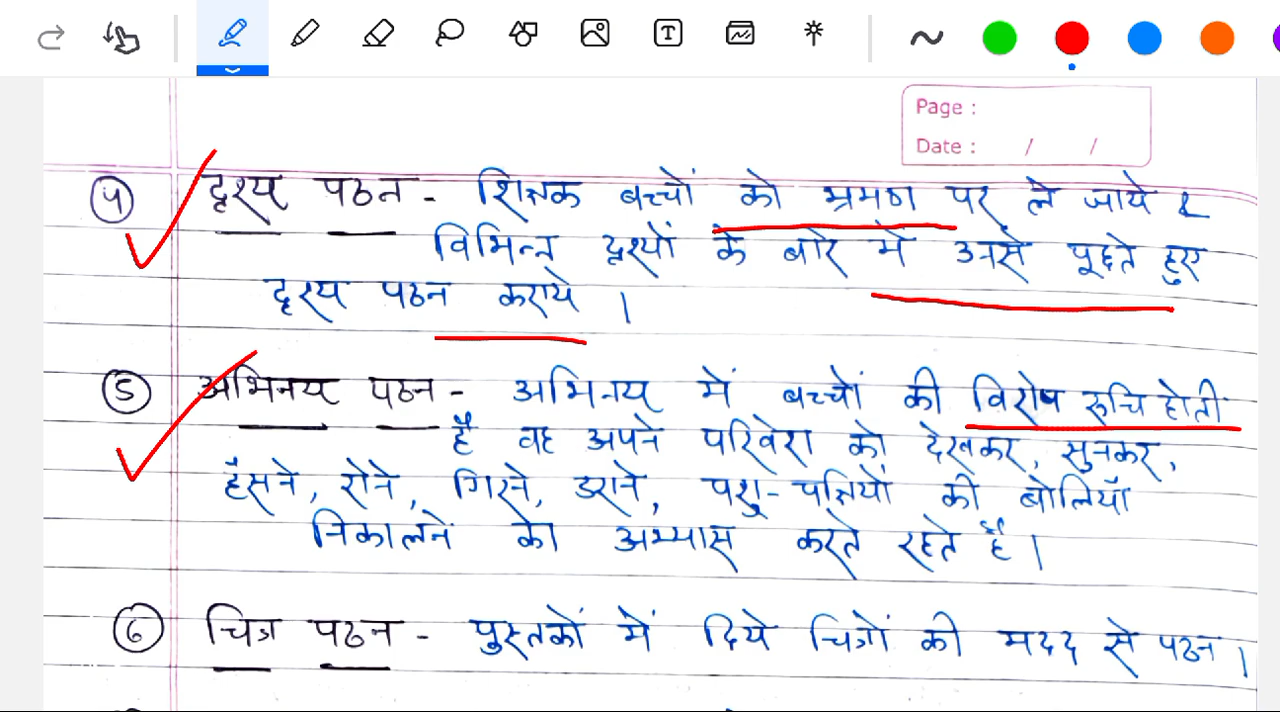 Page :
Date : / /
४ दृश्य पठन - शिक्षक बच्चों को भ्रमण पर ले जाये &
विभिन्न दृश्यों के बारे में उनसे पूछते हुए
दृश्य पठन कराये ।
5 अभिनय पठन - अभिनय में बच्चों की विशेष रुचि होती
है वह अपने परिवेश को देखकर, सुनकर,
हँसने, रोने, गिरने, डराने, पशु-पक्षियों की बोलियाँ
निकालने का अभ्यास करते रहते हैं ।
6 चित्र पठन - पुस्तकों में दिये चित्रों की मदद से पठन ।